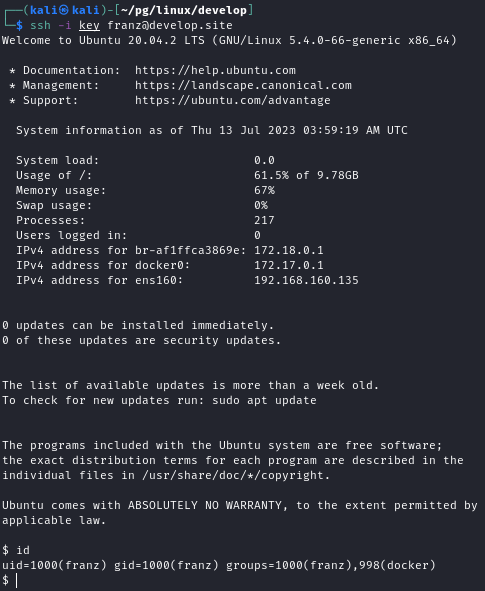 ┌──(kali㉿kali)-[~/pg/linux/develop]
└─$ ssh -i key franz@develop.site
Welcome to Ubuntu 20.04.2 LTS (GNU/Linux 5.4.0-66-generic x86_64)
* Documentation:  https://help.ubuntu.com
* Management:     https://landscape.canonical.com
* Support:        https://ubuntu.com/advantage
System information as of Thu 13 Jul 2023 03:59:19 AM UTC
System load:                      0.0
Usage of /:                       61.5% of 9.78GB
Memory usage:                     67%
Swap usage:                       0%
Processes:                        217
Users logged in:                  0
IPv4 address for br-af1ffca3869e: 172.18.0.1
IPv4 address for docker0:         172.17.0.1
IPv4 address for ens160:          192.168.160.135
0 updates can be installed immediately.
0 of these updates are security updates.
The list of available updates is more than a week old.
To check for new updates run: sudo apt update
The programs included with the Ubuntu system are free software;
the exact distribution terms for each program are described in the
individual files in /usr/share/doc/*/copyright.
Ubuntu comes with ABSOLUTELY NO WARRANTY, to the extent permitted by
applicable law.
$ id
uid=1000(franz) gid=1000(franz) groups=1000(franz),998(docker)
$